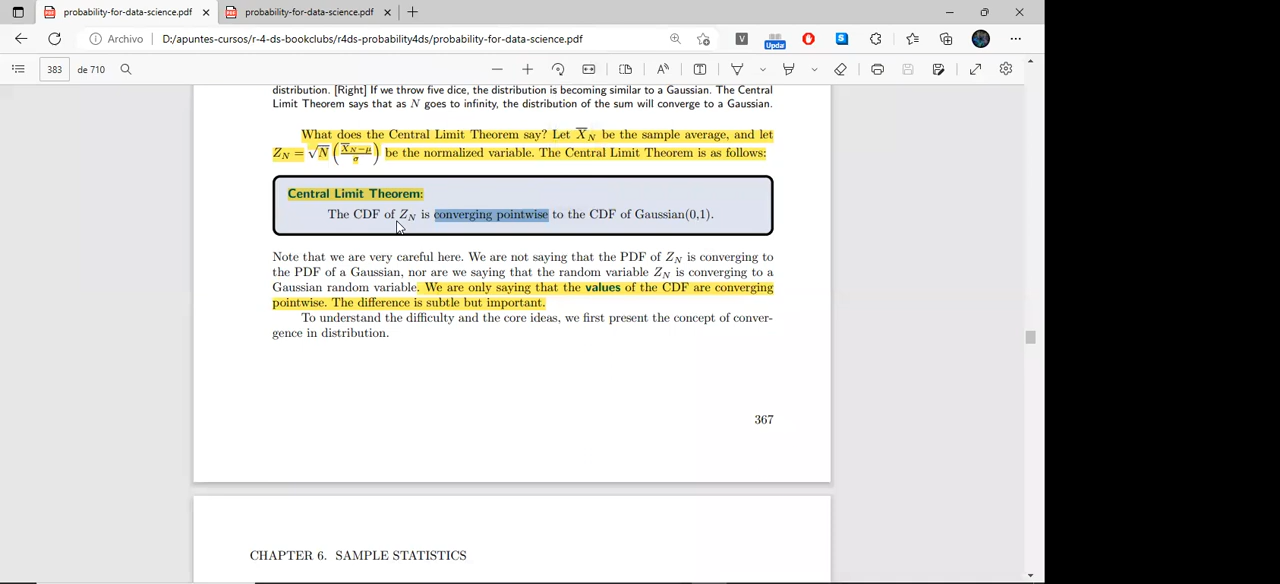 probability-for-data-science.pdf
probability-for-data-science.pdf
Archivo D:/apuntes-cursos/r-4-ds-bookclubs/r4ds-probability4ds/probability-for-data-science.pdf
V
Updat
S
383 de 710
distribution. [Right] If we throw five dice, the distribution is becoming similar to a Gaussian. The Central
Limit Theorem says that as N goes to infinity, the distribution of the sum will converge to a Gaussian.
What does the Central Limit Theorem say? Let X̅_N be the sample average, and let
Z_N = √N ( (X̅_N−μ)/σ ) be the normalized variable. The Central Limit Theorem is as follows:
Central Limit Theorem:
The CDF of Z_N is converging pointwise to the CDF of Gaussian(0,1).
Note that we are very careful here. We are not saying that the PDF of Z_N is converging to
the PDF of a Gaussian, nor are we saying that the random variable Z_N is converging to a
Gaussian random variable. We are only saying that the values of the CDF are converging
pointwise. The difference is subtle but important.
To understand the difficulty and the core ideas, we first present the concept of conver-
gence in distribution.
367
CHAPTER 6. SAMPLE STATISTICS